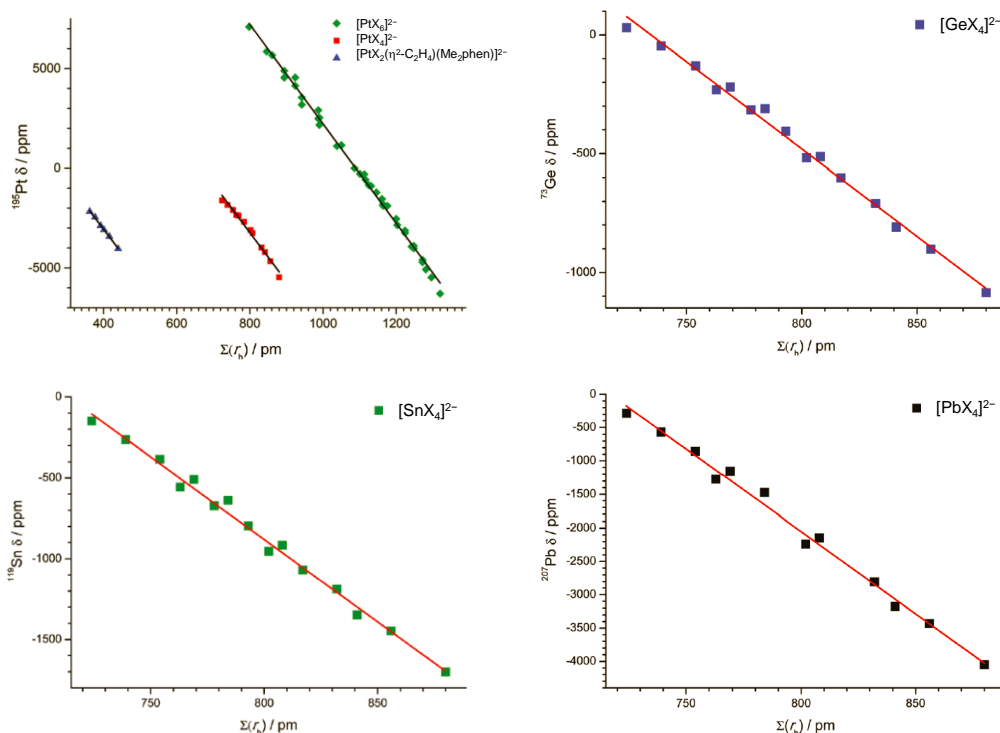 [PtX₆]²⁻
[PtX₄]²⁻
[PtX₂(η²-C₂H₄)(Me₂phen)]²⁻
5000
0
-5000
¹⁹⁵Pt δ / ppm
400 600 800 1000 1200
Σ(rₕ) / pm
[GeX₄]²⁻
0
-500
-1000
⁷³Ge δ / ppm
750 800 850
Σ(rₕ) / pm
[SnX₄]²⁻
0
-500
-1000
-1500
¹¹⁹Sn δ / ppm
750 800 850
Σ(rₕ) / pm
[PbX₄]²⁻
0
-500
-1000
-1500
-2000
-2500
-3000
-3500
-4000
²⁰⁷Pb δ / ppm
750 800 850
Σ(rₕ) / pm